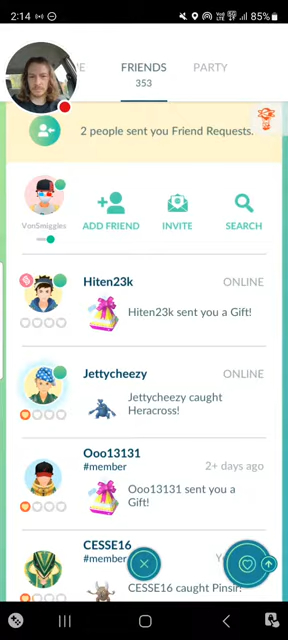 2:14
85%
FRIENDS
PARTY
353
2 people sent you Friend Requests.
VonSmiggles
ADD FRIEND
INVITE
SEARCH
Hiten23k
ONLINE
Hiten23k sent you a Gift!
Jettycheezy
ONLINE
Jettycheezy caught
Heracross!
Ooo13131
#member
2+ days ago
Ooo13131 sent you a
Gift!
CESSE16
#member
CESSE16 caught Pinsir!